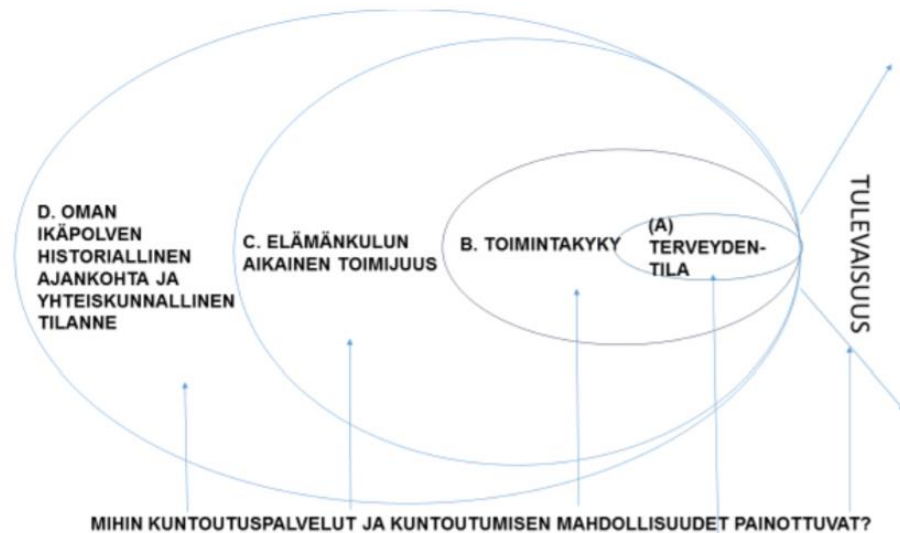 D. OMAN
IKÄPOLVEN
HISTORIALLINEN
AJANKOHTA JA
YHTEISKUNNALLINEN
TILANNE
C. ELÄMÄNKULUN
AIKAINEN TOIMIJUUS
B. TOIMINTAKYKY
(A)
TERVEYDEN-
TILA
TULEVAISUUS
MIHIN KUNTOUTUSPALVELUT JA KUNTOUTUMISEN MAHDOLLISUUDET PAINOTTUVAT?